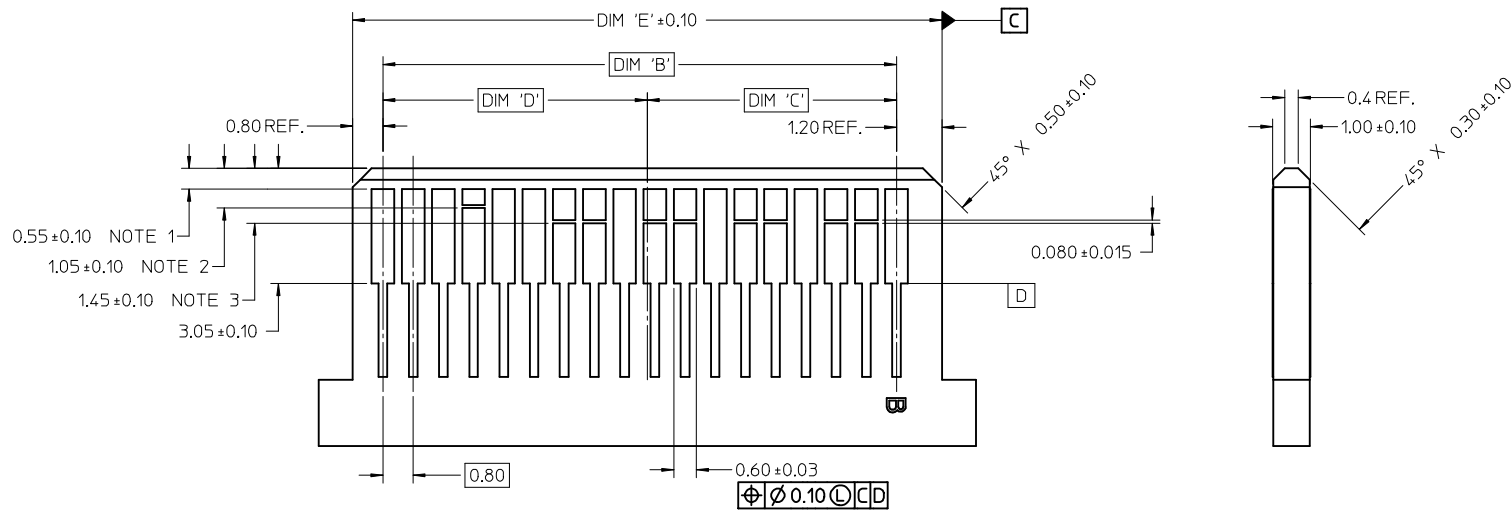 DIM 'E' ±0.10
C
DIM 'B'
DIM 'D'
DIM 'C'
0.80 REF.
1.20 REF.
45° X 0.50±0.10
0.4 REF.
1.00±0.10
45° X 0.30±0.10
0.55±0.10 NOTE 1
1.05±0.10 NOTE 2
1.45±0.10 NOTE 3
3.05±0.10
0.080±0.015
D
B
0.80
0.60±0.03
⌖ Ø 0.10 Ⓛ C D